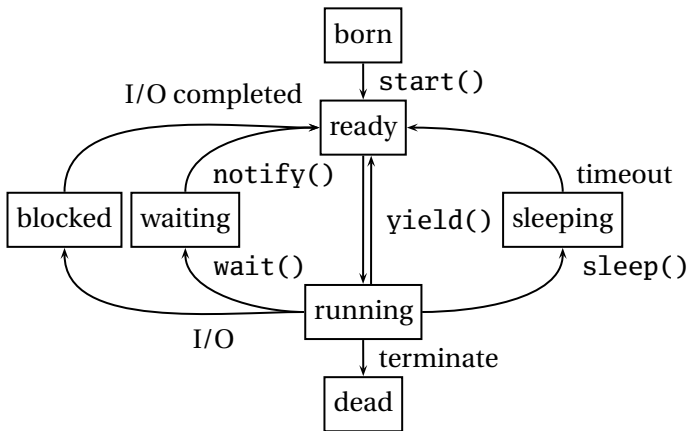 born
start()
I/O completed
ready
notify()
timeout
blocked
waiting
yield()
sleeping
wait()
sleep()
running
I/O
terminate
dead